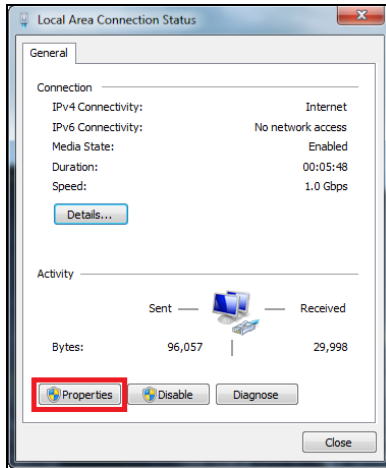 Local Area Connection Status
General
Connection
IPv4 Connectivity: Internet
IPv6 Connectivity: No network access
Media State: Enabled
Duration: 00:05:48
Speed: 1.0 Gbps
Details...
Activity
Sent Received
Bytes: 96,057 29,998
Properties Disable Diagnose
Close